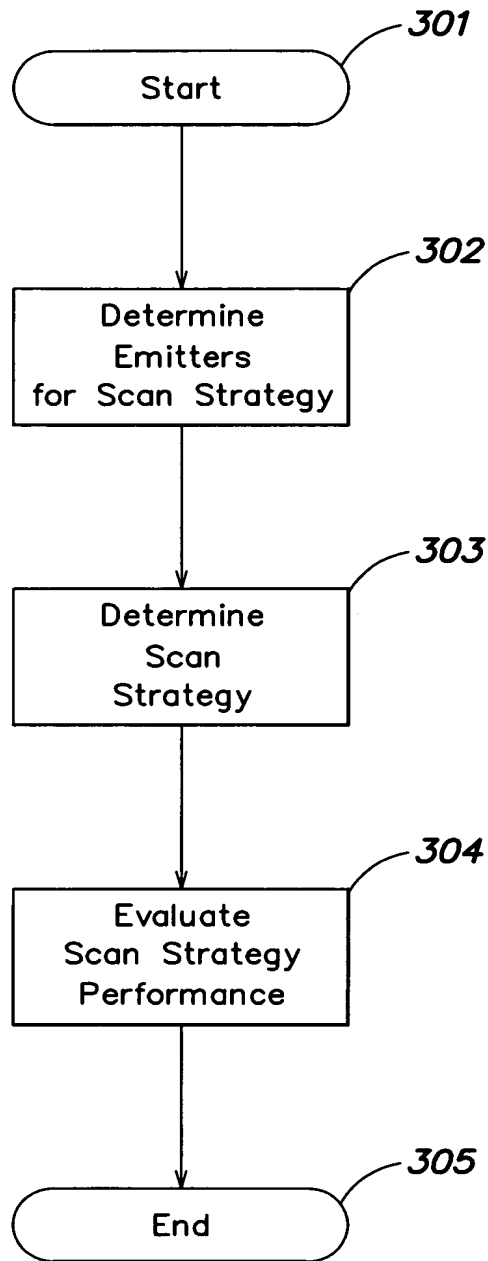 301
Start
302
Determine
Emitters
for Scan Strategy
303
Determine
Scan
Strategy
304
Evaluate
Scan Strategy
Performance
305
End